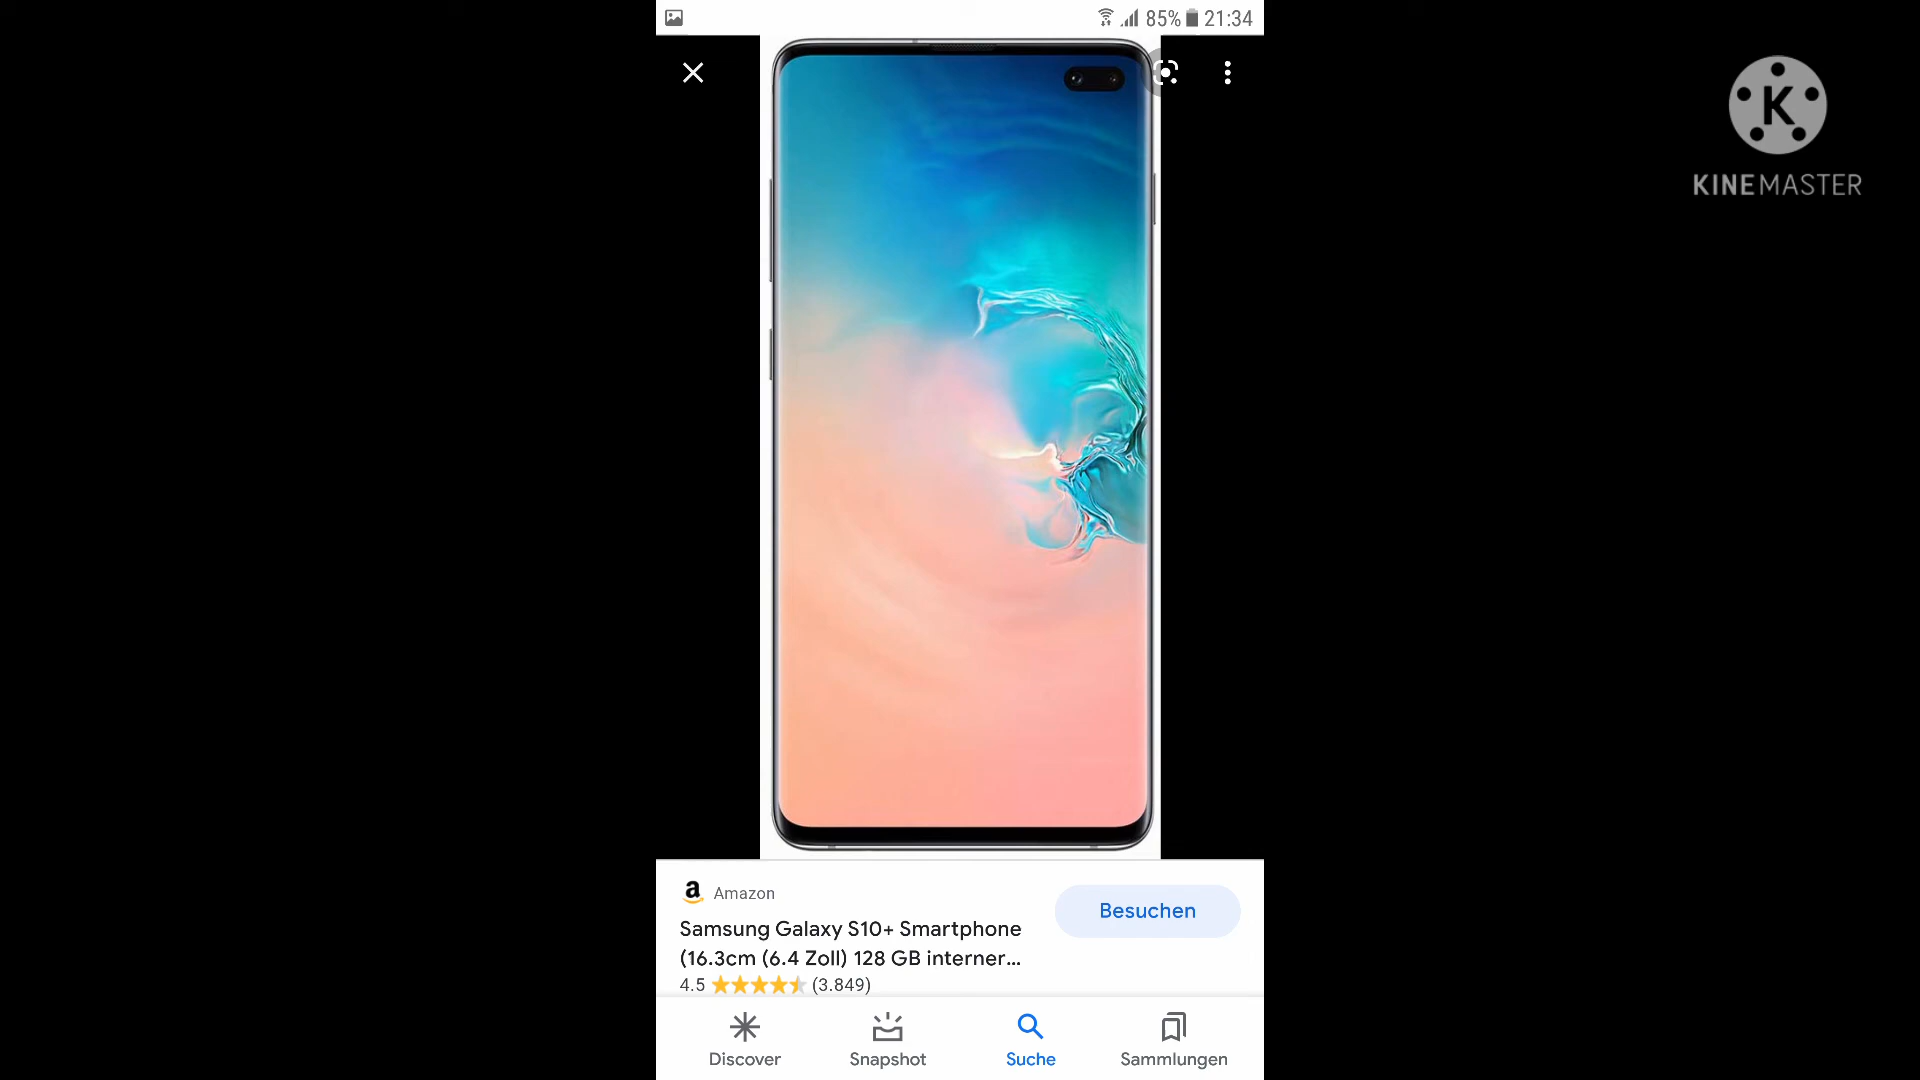 85% 21:34
K
KINEMASTER
a Amazon
Samsung Galaxy S10+ Smartphone
(16.3cm (6.4 Zoll) 128 GB interner...
4.5 (3.849)
Besuchen
Discover Snapshot Suche Sammlungen